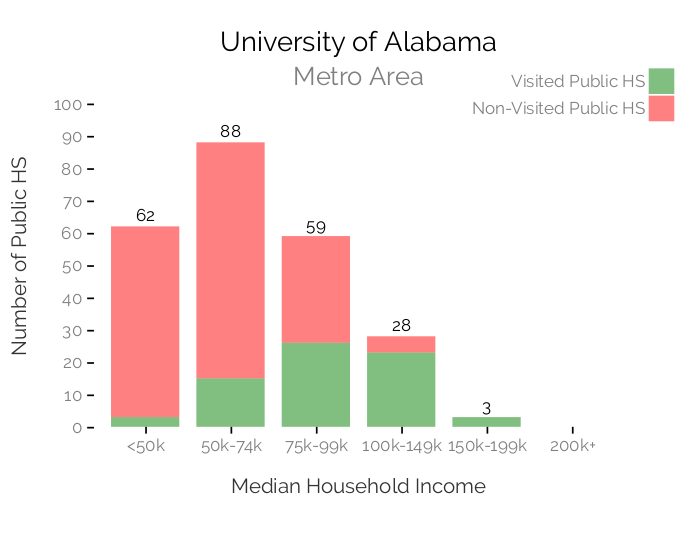 University of Alabama
Metro Area
Visited Public HS
Non-Visited Public HS
Number of Public HS
100
90
80
70
60
50
40
30
20
10
0
62
88
59
28
3
<50k
50k-74k
75k-99k
100k-149k
150k-199k
200k+
Median Household Income